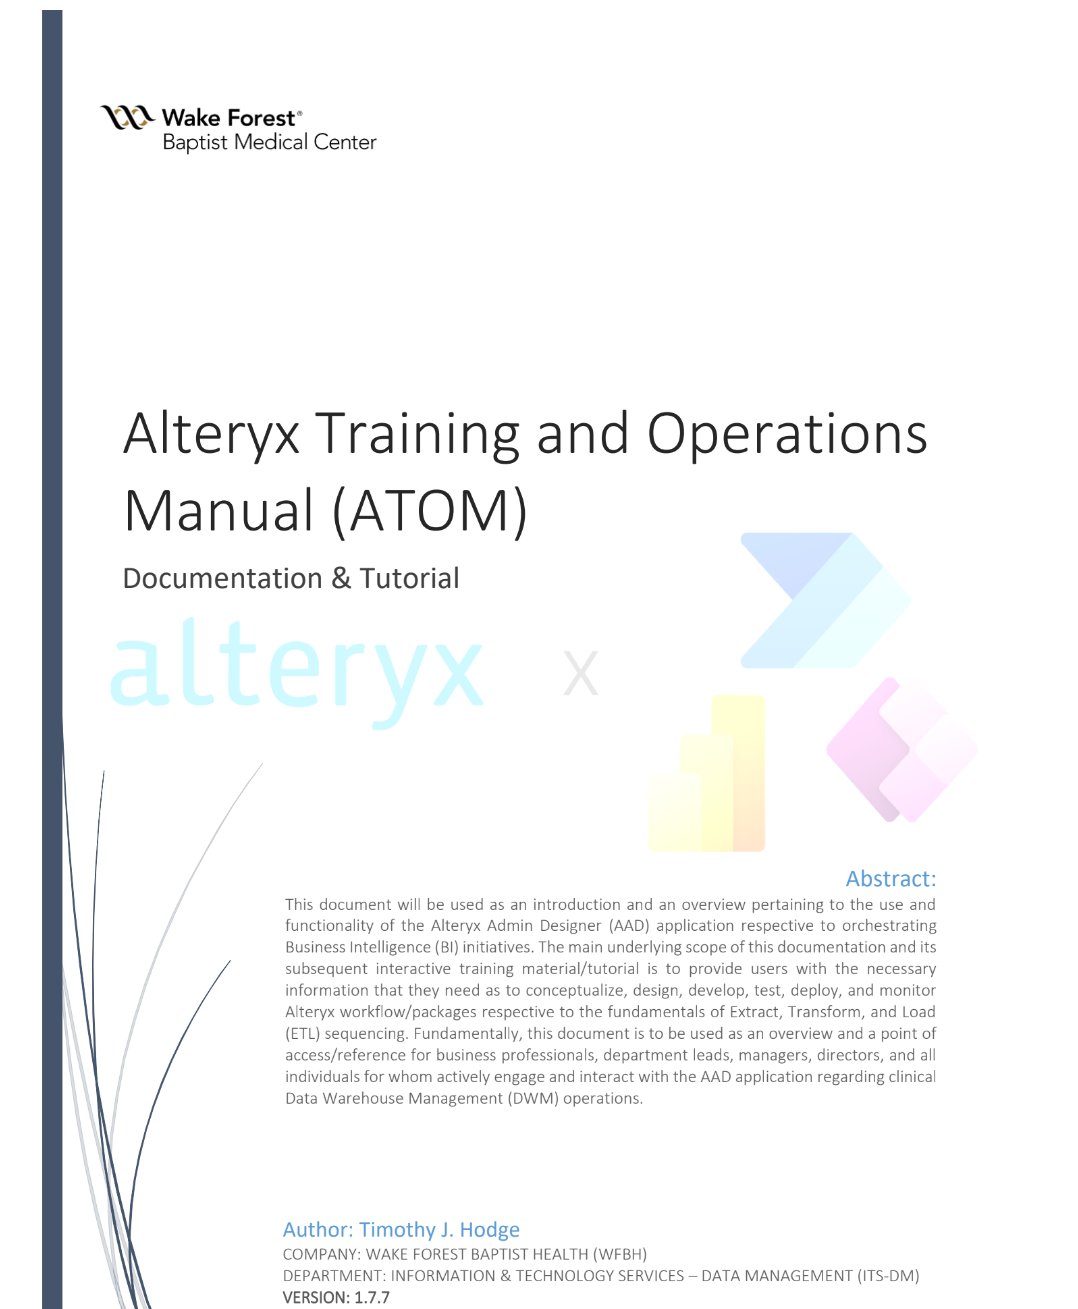 Wake Forest®
Baptist Medical Center
Alteryx Training and Operations
Manual (ATOM)
Documentation & Tutorial
alteryx x
Abstract:
This document will be used as an introduction and an overview pertaining to the use and
functionality of the Alteryx Admin Designer (AAD) application respective to orchestrating
Business Intelligence (BI) initiatives. The main underlying scope of this documentation and its
subsequent interactive training material/tutorial is to provide users with the necessary
information that they need as to conceptualize, design, develop, test, deploy, and monitor
Alteryx workflow/packages respective to the fundamentals of Extract, Transform, and Load
(ETL) sequencing. Fundamentally, this document is to be used as an overview and a point of
access/reference for business professionals, department leads, managers, directors, and all
individuals for whom actively engage and interact with the AAD application regarding clinical
Data Warehouse Management (DWM) operations.
Author: Timothy J. Hodge
COMPANY: WAKE FOREST BAPTIST HEALTH (WFBH)
DEPARTMENT: INFORMATION & TECHNOLOGY SERVICES – DATA MANAGEMENT (ITS-DM)
VERSION: 1.7.7